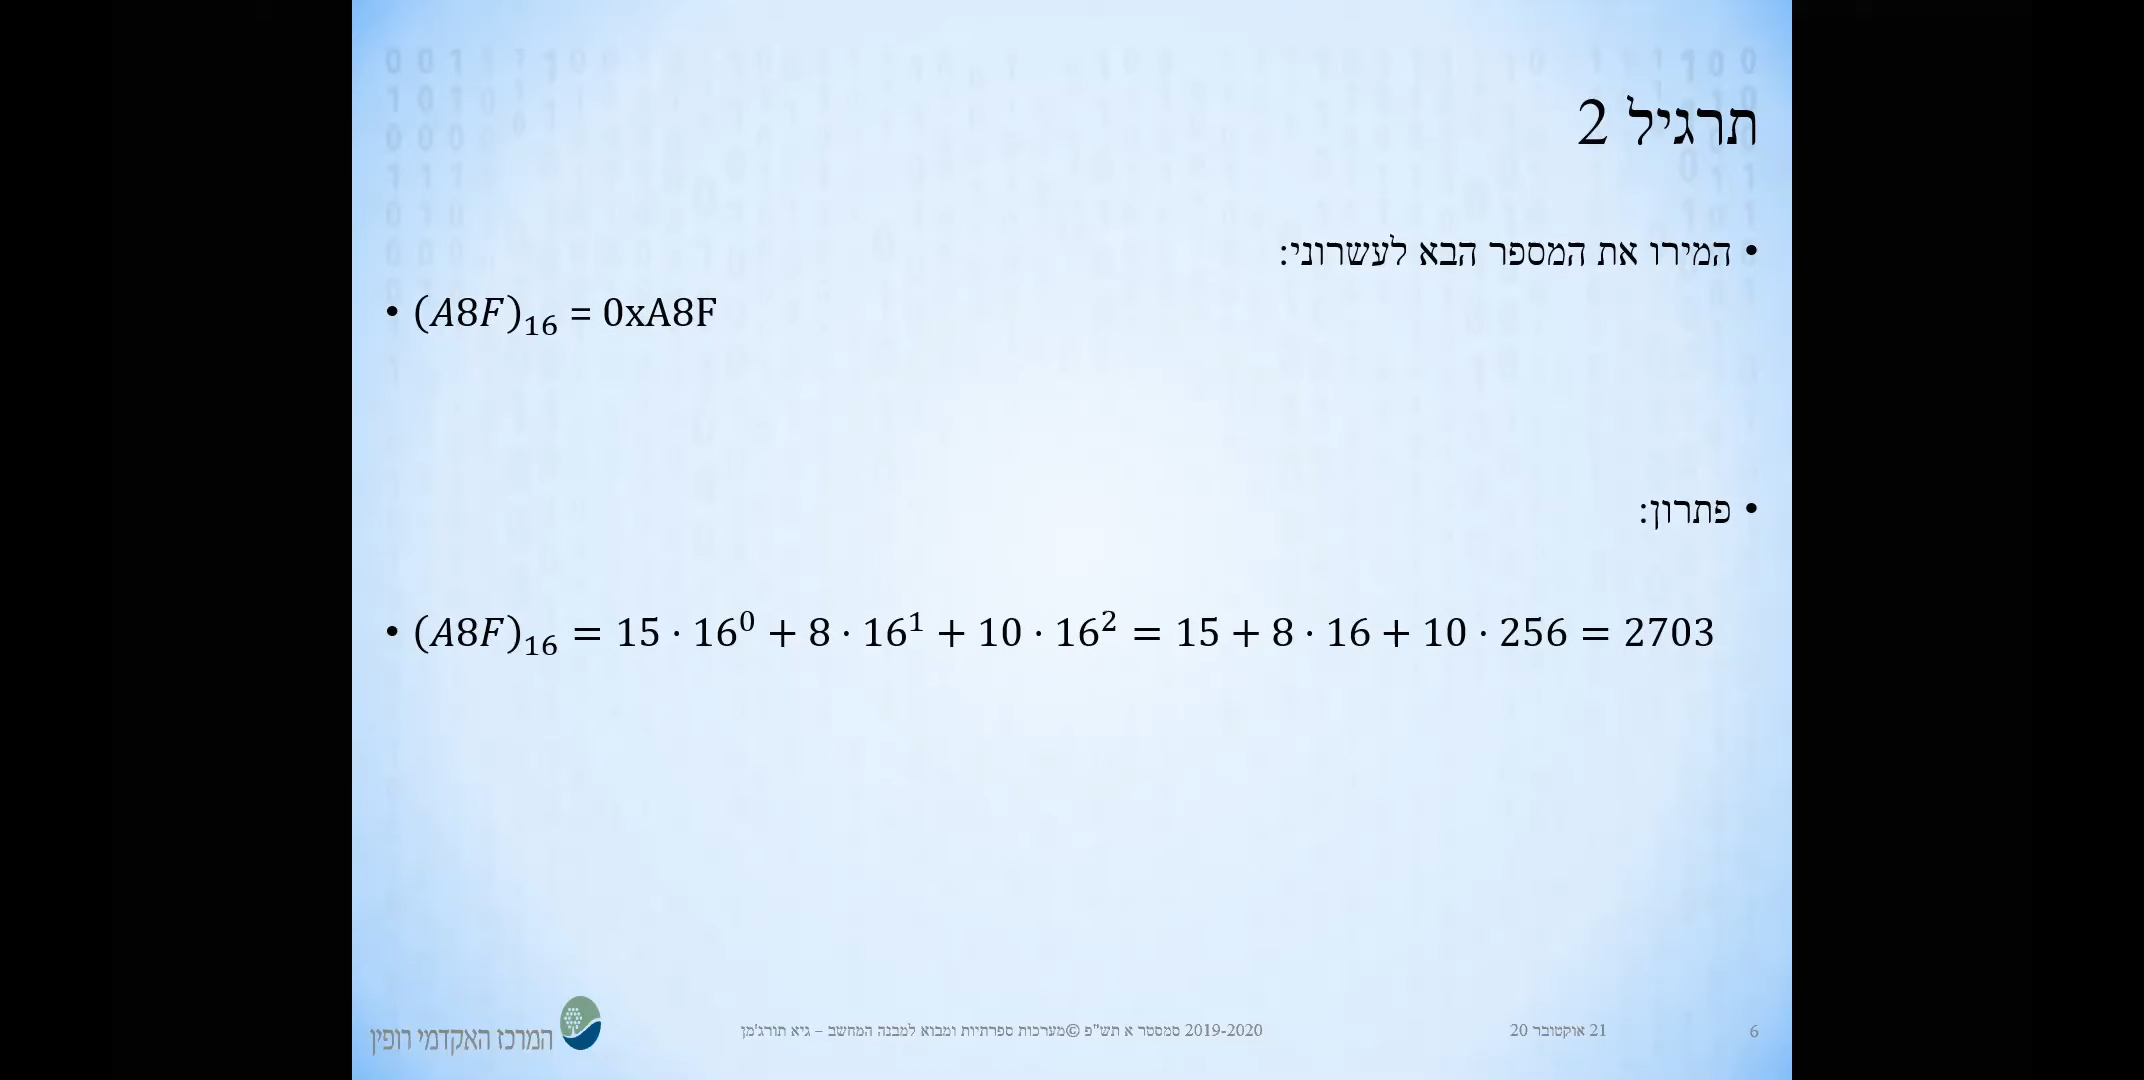 תרגיל 2
• המירו את המספר הבא לעשרוני:
• (A8F)₁₆ = 0xA8F
• פתרון:
• (A8F)₁₆ = 15 · 16⁰ + 8 · 16¹ + 10 · 16² = 15 + 8 · 16 + 10 · 256 = 2703
המרכז האקדמי רופין
2019-2020 סמסטר א תש"פ ©מערכות ספרתיות ומבוא למבנה המחשב – גיא תורג'מן
21 אוקטובר 20
6